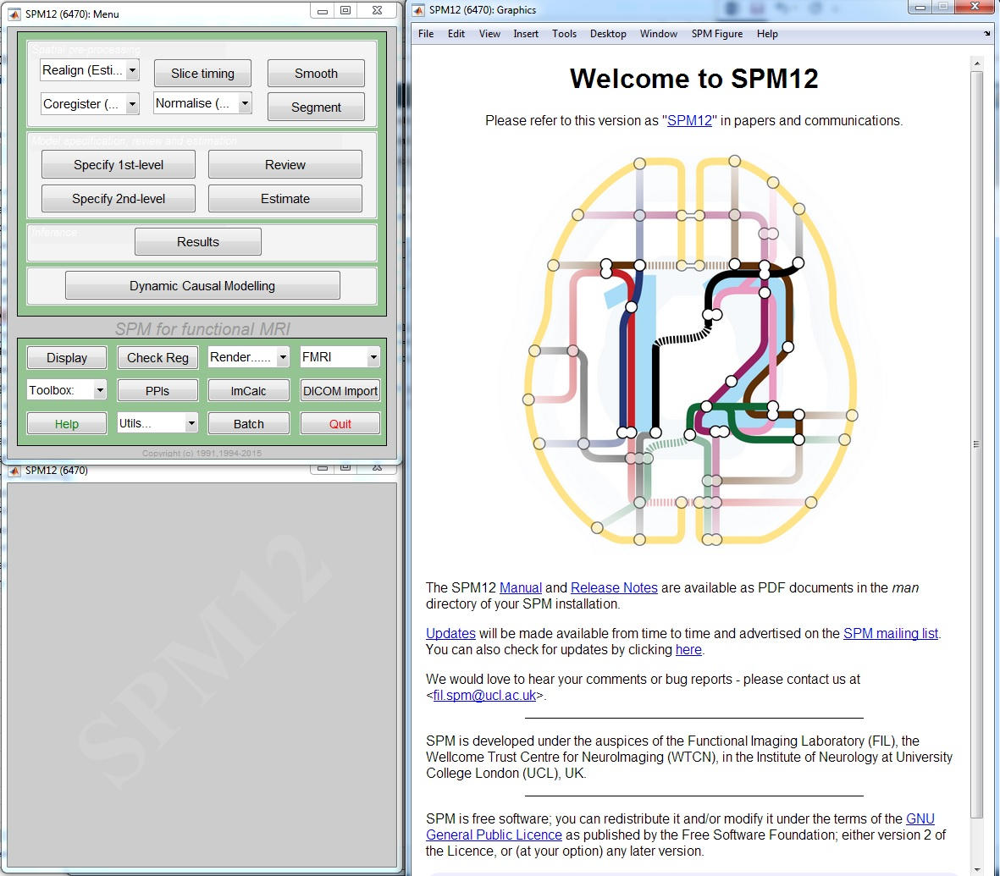 SPM12 (6470): Menu
Spatial pre-processing
Realign (Esti...
Slice timing
Smooth
Coregister (...
Normalise (...
Segment
Model specification, review and estimation
Specify 1st-level
Review
Specify 2nd-level
Estimate
Inference
Results
Dynamic Causal Modelling
SPM for functional MRI
Display
Check Reg
Render......
FMRI
Toolbox:
PPIs
ImCalc
DICOM Import
Help
Utils...
Batch
Quit
Copyright (c) 1991,1994-2015
SPM12 (6470)
SPM12
SPM12 (6470): Graphics
File Edit View Insert Tools Desktop Window SPM Figure Help
Welcome to SPM12
Please refer to this version as "SPM12" in papers and communications.
12
The SPM12 Manual and Release Notes are available as PDF documents in the man
directory of your SPM installation.
Updates will be made available from time to time and advertised on the SPM mailing list.
You can also check for updates by clicking here.
We would love to hear your comments or bug reports - please contact us at
<fil.spm@ucl.ac.uk>.
SPM is developed under the auspices of the Functional Imaging Laboratory (FIL), the
Wellcome Trust Centre for NeuroImaging (WTCN), in the Institute of Neurology at University
College London (UCL), UK.
SPM is free software; you can redistribute it and/or modify it under the terms of the GNU
General Public Licence as published by the Free Software Foundation; either version 2 of
the Licence, or (at your option) any later version.